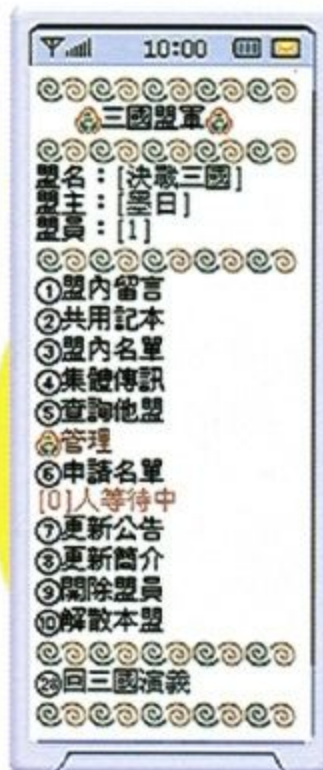 10:00
三國盟軍
盟名：[決戰三國]
盟主：[墨日]
盟員：[1]
①盟內留言
②共用記本
③盟內名單
④集體傳訊
⑤查詢他盟
管理
⑥申請名單
[0]人等待中
⑦更新公告
⑧更新簡介
⑨開除盟員
⑩解散本盟
回三國演義